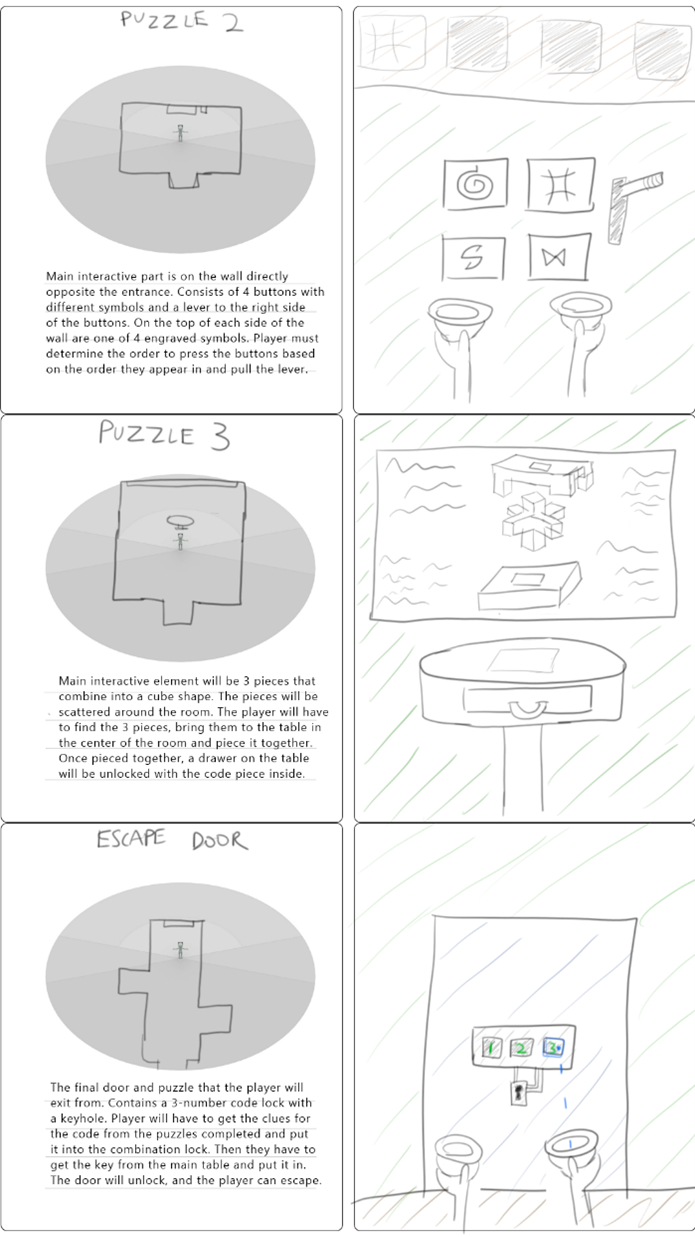 PUZZLE 2
Main interactive part is on the wall directly
opposite the entrance. Consists of 4 buttons with
different symbols and a lever to the right side
of the buttons. On the top of each side of the
wall are one of 4 engraved symbols. Player must
determine the order to press the buttons based
on the order they appear in and pull the lever.
S
PUZZLE 3
Main interactive element will be 3 pieces that
combine into a cube shape. The pieces will be
scattered around the room. The player will have
to find the 3 pieces, bring them to the table in
the center of the room and piece it together.
Once pieced together, a drawer on the table
will be unlocked with the code piece inside.
ESCAPE DOOR
The final door and puzzle that the player will
exit from. Contains a 3-number code lock with
a keyhole. Player will have to get the clues for
the code from the puzzles completed and put
it into the combination lock. Then they have to
get the key from the main table and put it in.
The door will unlock, and the player can escape.
1 2 3